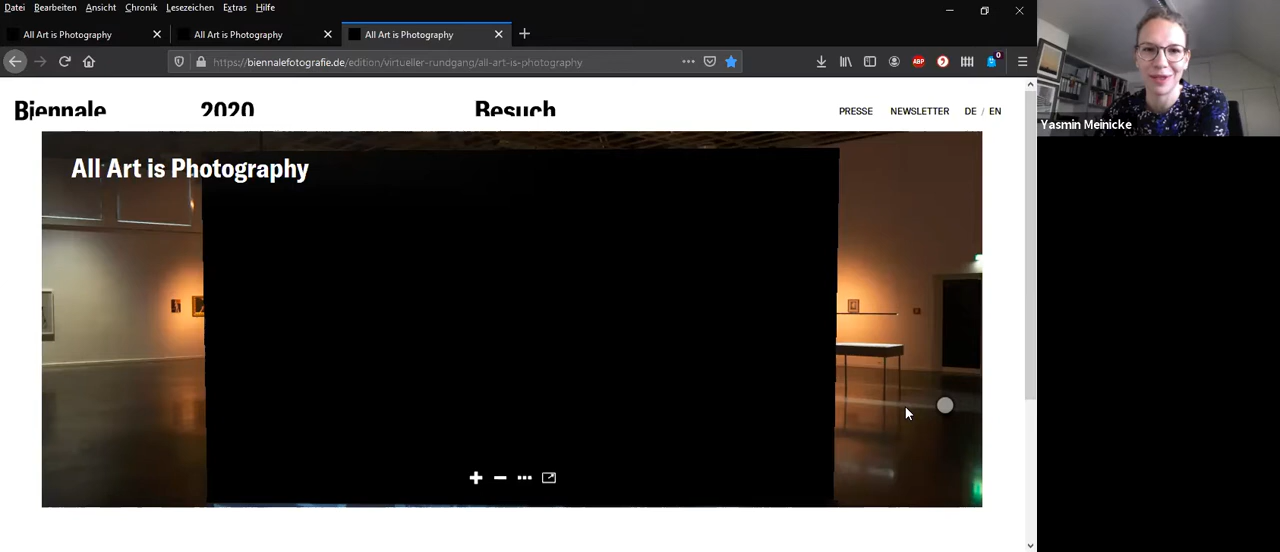 Datei Bearbeiten Ansicht Chronik Lesezeichen Extras Hilfe
All Art is Photography All Art is Photography All Art is Photography
https://biennalefotografie.de/edition/virtueller-rundgang/all-art-is-photography
ABP 0
Biennale 2020 Besuch PRESSE NEWSLETTER DE / EN
All Art is Photography
Yasmin Meinicke